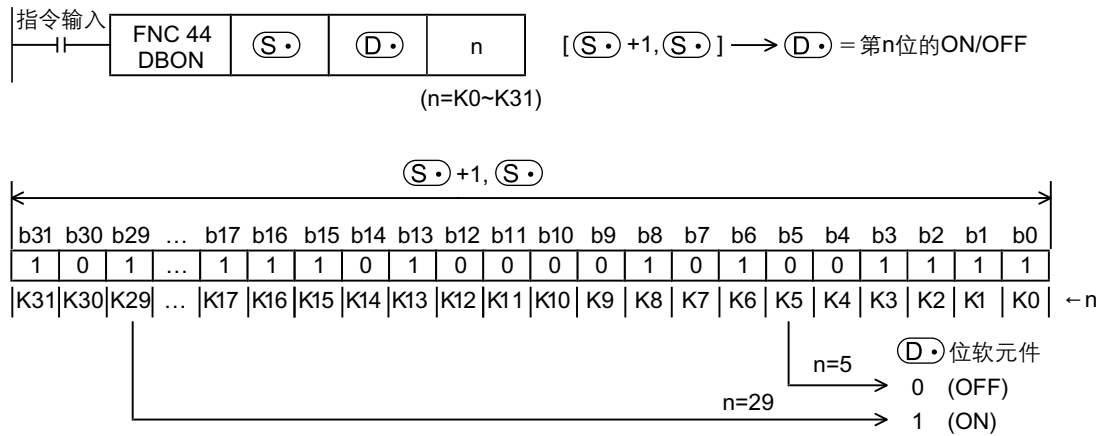 指令输入
FNC 44 DBON S· D· n [S· +1, S· ] → D· = 第n位的ON/OFF
(n=K0~K31)
S· +1, S·
b31 b30 b29 … b17 b16 b15 b14 b13 b12 b11 b10 b9 b8 b7 b6 b5 b4 b3 b2 b1 b0
1 0 1 … 1 1 1 0 1 0 0 0 0 1 0 1 0 0 1 1 1 1
K31 K30 K29 … K17 K16 K15 K14 K13 K12 K11 K10 K9 K8 K7 K6 K5 K4 K3 K2 K1 K0 ←n
D· 位软元件
n=5 0 (OFF)
n=29 1 (ON)